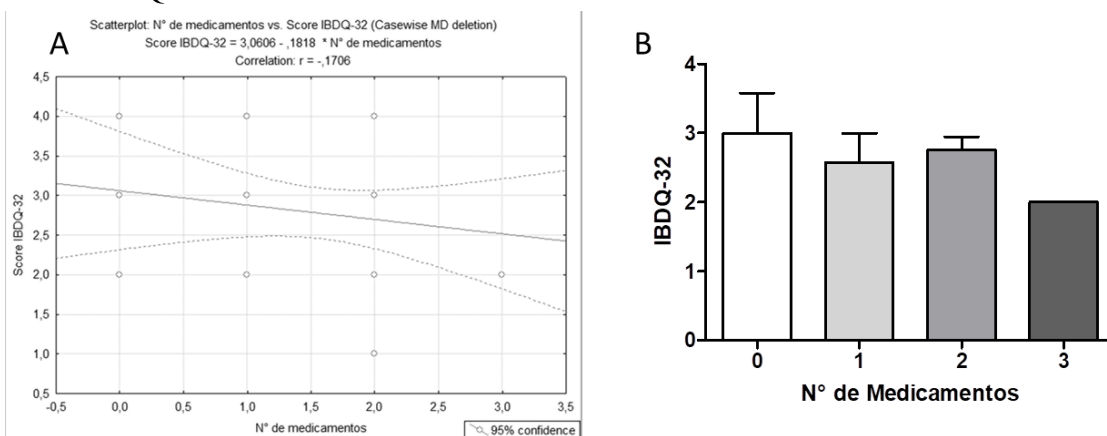 A
Scatterplot: N° de medicamentos vs. Score IBDQ-32 (Casewise MD deletion)
Score IBDQ-32 = 3,0606 - ,1818 * N° de medicamentos
Correlation: r = -,1706
4,5
4,0
3,5
3,0
2,5
2,0
1,5
1,0
0,5
Score IBDQ-32
-0,5 0,0 0,5 1,0 1,5 2,0 2,5 3,0 3,5
N° de medicamentos
95% confidence
B
4
3
2
1
0
IBDQ-32
0 1 2 3
N° de Medicamentos